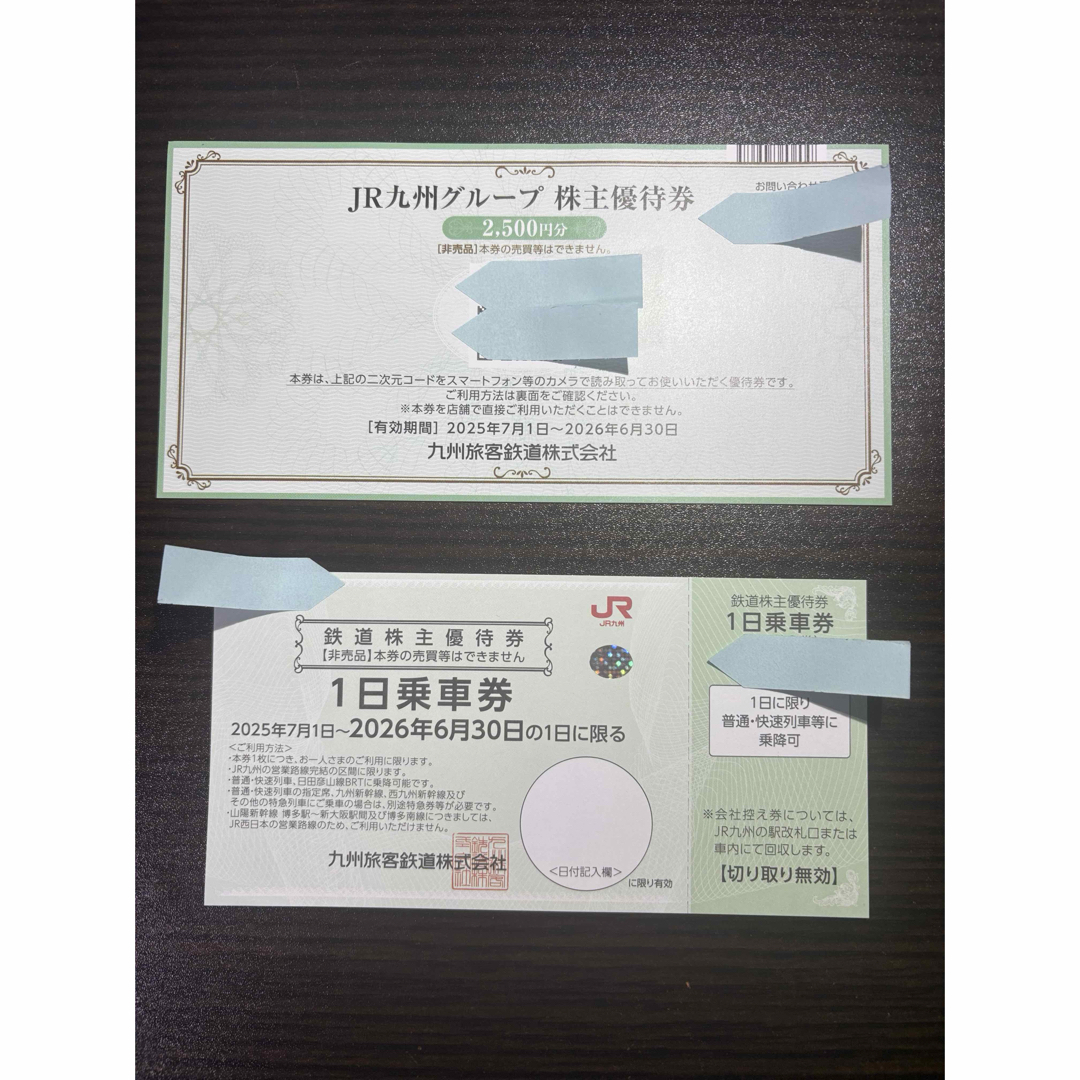 お問い合わせ
JR九州グループ 株主優待券
2,500円分
[非売品]本券の売買等はできません。
本券は、上記の二次元コードをスマートフォン等のカメラで読み取ってお使いいただく優待券です。
ご利用方法は裏面をご確認ください。
※本券を店舗で直接ご利用いただくことはできません。
[有効期間] 2025年7月1日～2026年6月30日
九州旅客鉄道株式会社
JR
JR九州
鉄道株主優待券
【非売品】本券の売買等はできません
1日乗車券
2025年7月1日～2026年6月30日の1日に限る
＜ご利用方法＞
・本券1枚につき、お一人さまのご利用に限ります。
・JR九州の営業路線完結の区間に限ります。
・普通・快速列車、日田彦山線BRTに乗降可能です。
・普通・快速列車の指定席、九州新幹線、西九州新幹線及び
その他の特急列車にご乗車の場合は、別途特急券等が必要です。
・山陽新幹線 博多駅～新大阪駅間及び博多南線につきましては、
JR西日本の営業路線のため、ご利用いただけません。
九州旅客鉄道株式会社
＜日付記入欄＞
に限り有効
鉄道株主優待券
1日乗車券
1日に限り
普通・快速列車等に
乗降可
※会社控え券については、
JR九州の駅改札口または
車内にて回収します。
【切り取り無効】